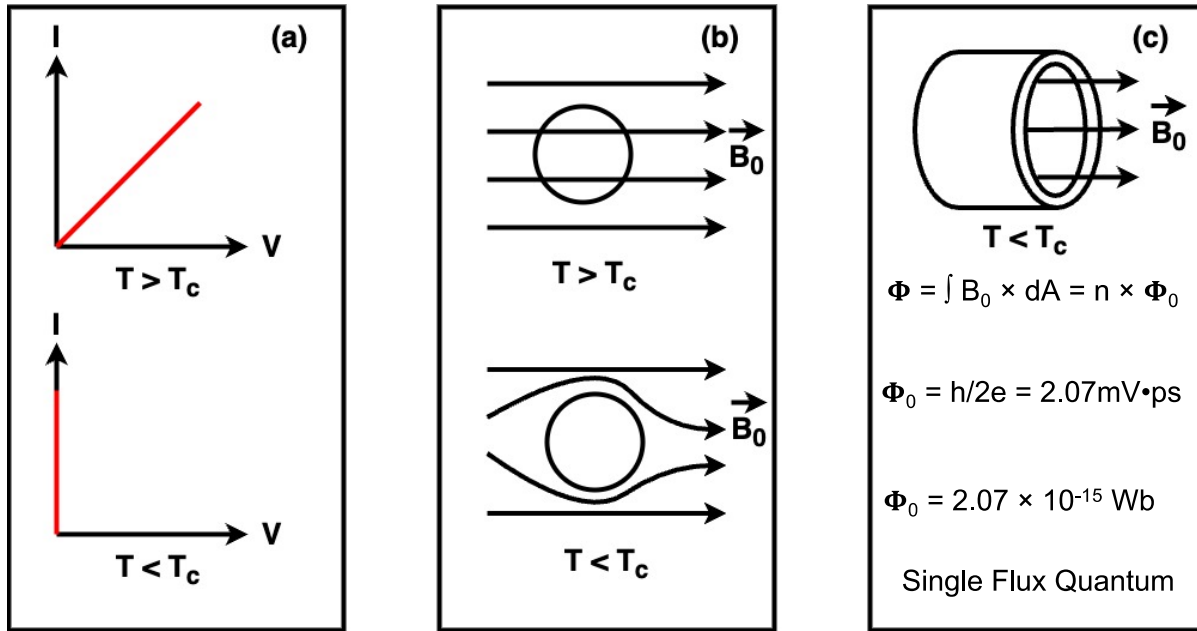 (a)
I
V
T > Tc
I
V
T < Tc
(b)
B0
T > Tc
B0
T < Tc
(c)
B0
T < Tc
Φ = ∫ B₀ × dA = n × Φ₀
Φ₀ = h/2e = 2.07mV•ps
Φ₀ = 2.07 × 10⁻¹⁵ Wb
Single Flux Quantum